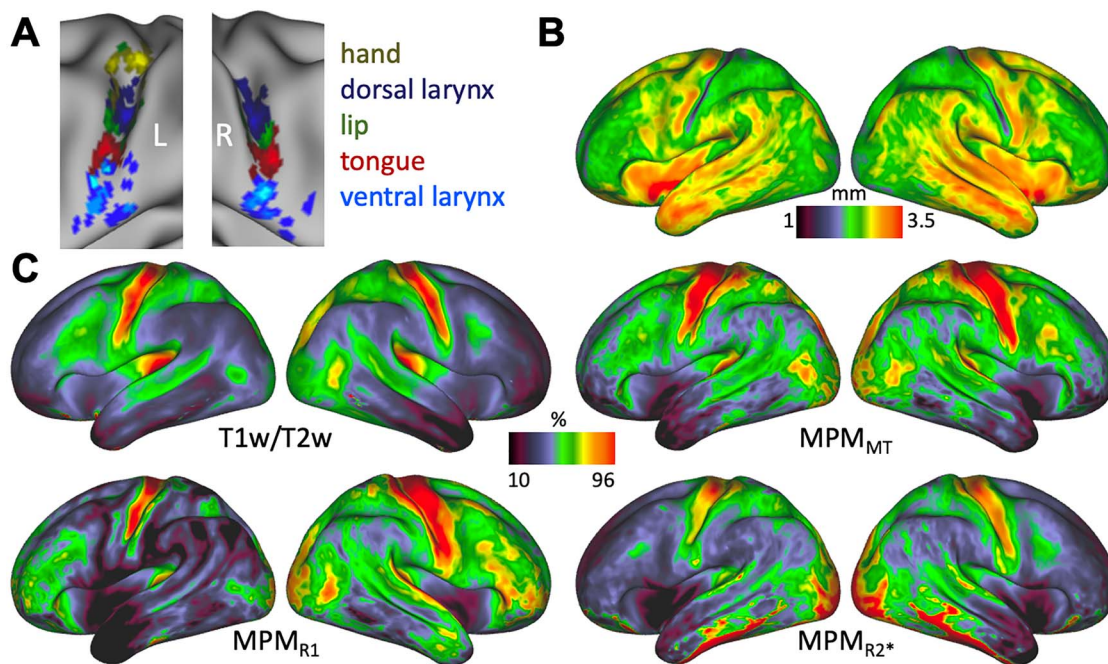 A
L
R
hand
dorsal larynx
lip
tongue
ventral larynx
B
mm
1 3.5
C
T1w/T2w
%
10 96
MPMMT
MPMR1
MPMR2*